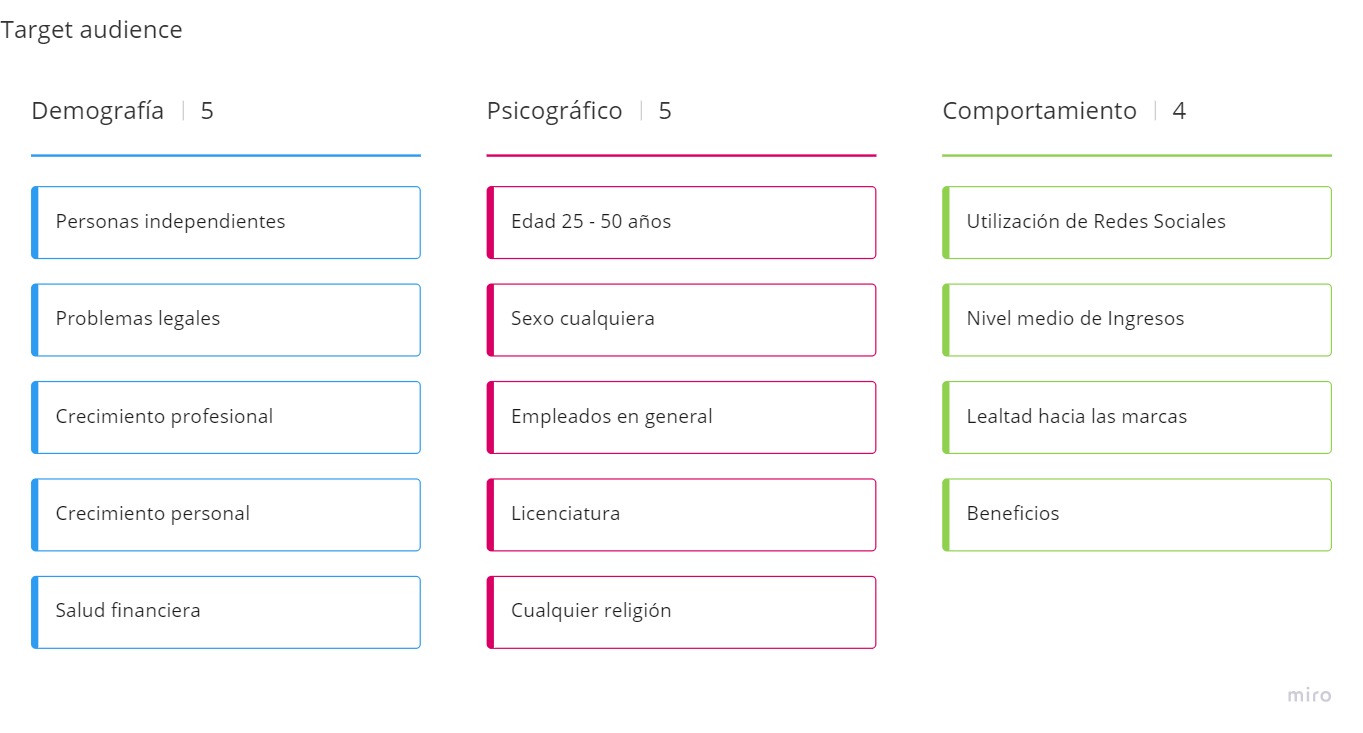 Target audience
Demografía | 5
Personas independientes
Problemas legales
Crecimiento profesional
Crecimiento personal
Salud financiera
Psicográfico | 5
Edad 25 - 50 años
Sexo cualquiera
Empleados en general
Licenciatura
Cualquier religión
Comportamiento | 4
Utilización de Redes Sociales
Nivel medio de Ingresos
Lealtad hacia las marcas
Beneficios
miro